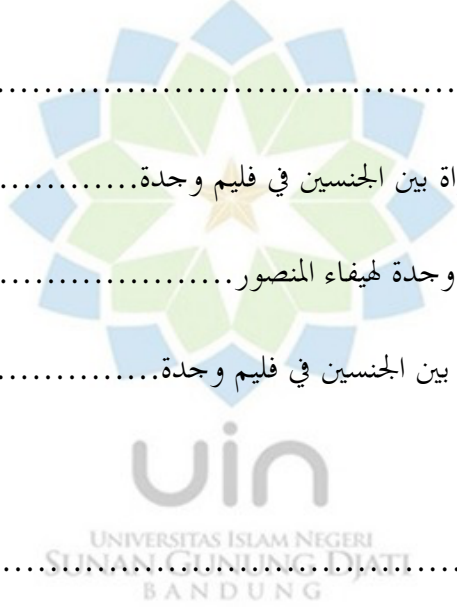 ........................................
اة بين الجنسين في فليم وجدة.............
وجدة لهيفاء المنصور.....................
بين الجنسين في فليم وجدة...............
uin
UNIVERSITAS ISLAM NEGERI
SUNAN GUNUNG DJATI
........................................
BANDUNG